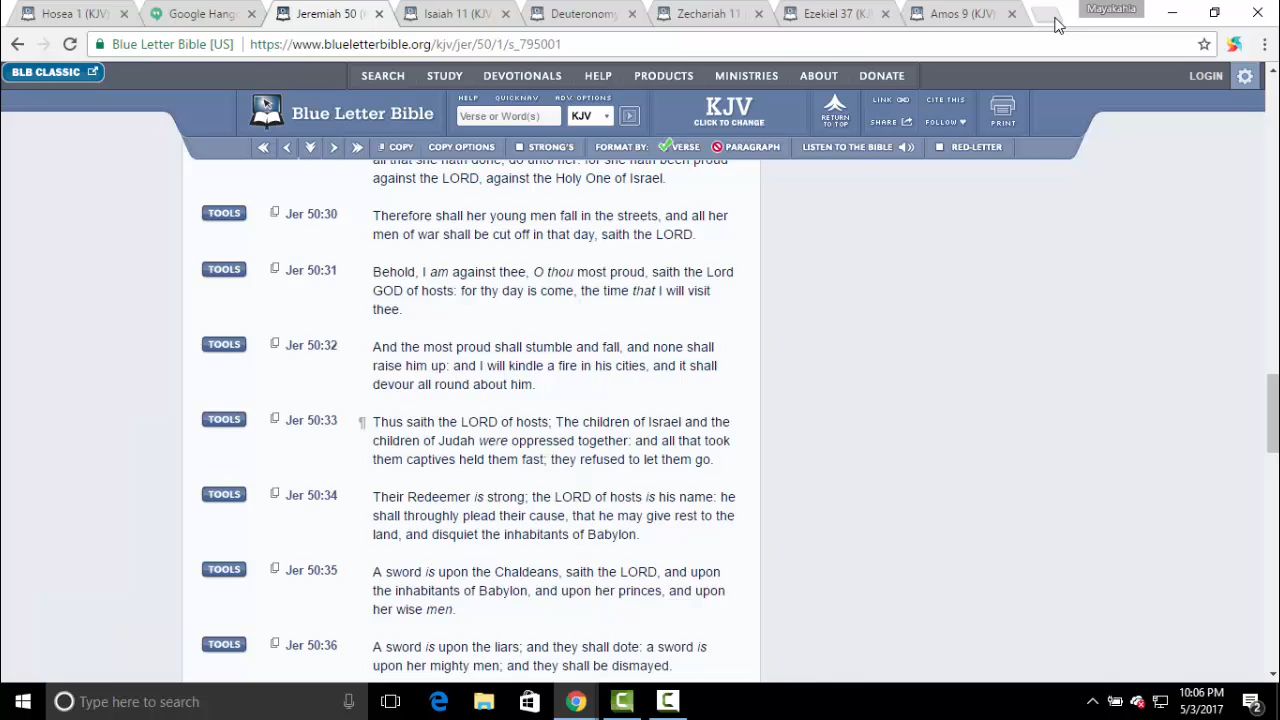 Hosea 1 (KJV
Google Hang
Jeremiah 50 (
Isaiah 11 (KJV
Deuteronomy
Zechariah 11
Ezekiel 37 (KJV
Amos 9 (KJV)
Mayakahla
Blue Letter Bible [US]
https://www.blueletterbible.org/kjv/jer/50/1/s_795001
BLB CLASSIC
SEARCH STUDY DEVOTIONALS HELP PRODUCTS MINISTRIES ABOUT DONATE
LOGIN
Blue Letter Bible
HELP QUICKNAV ADV. OPTIONS
Verse or Word(s)
KJV
KJV
CLICK TO CHANGE
RETURN
TO TOP
LINK
CITE THIS
SHARE
FOLLOW
PRINT
COPY
COPY OPTIONS
STRONG'S
FORMAT BY:
VERSE
PARAGRAPH
LISTEN TO THE BIBLE
RED-LETTER
all that she hath done, do unto her: for she hath been proud
against the LORD, against the Holy One of Israel.
TOOLS
Jer 50:30
Therefore shall her young men fall in the streets, and all her
men of war shall be cut off in that day, saith the LORD.
TOOLS
Jer 50:31
Behold, I am against thee, O thou most proud, saith the Lord
GOD of hosts: for thy day is come, the time that I will visit
thee.
TOOLS
Jer 50:32
And the most proud shall stumble and fall, and none shall
raise him up: and I will kindle a fire in his cities, and it shall
devour all round about him.
TOOLS
Jer 50:33
¶ Thus saith the LORD of hosts; The children of Israel and the
children of Judah were oppressed together: and all that took
them captives held them fast; they refused to let them go.
TOOLS
Jer 50:34
Their Redeemer is strong; the LORD of hosts is his name: he
shall throughly plead their cause, that he may give rest to the
land, and disquiet the inhabitants of Babylon.
TOOLS
Jer 50:35
A sword is upon the Chaldeans, saith the LORD, and upon
the inhabitants of Babylon, and upon her princes, and upon
her wise men.
TOOLS
Jer 50:36
A sword is upon the liars; and they shall dote: a sword is
upon her mighty men; and they shall be dismayed.
Type here to search
10:06 PM
5/3/2017
2